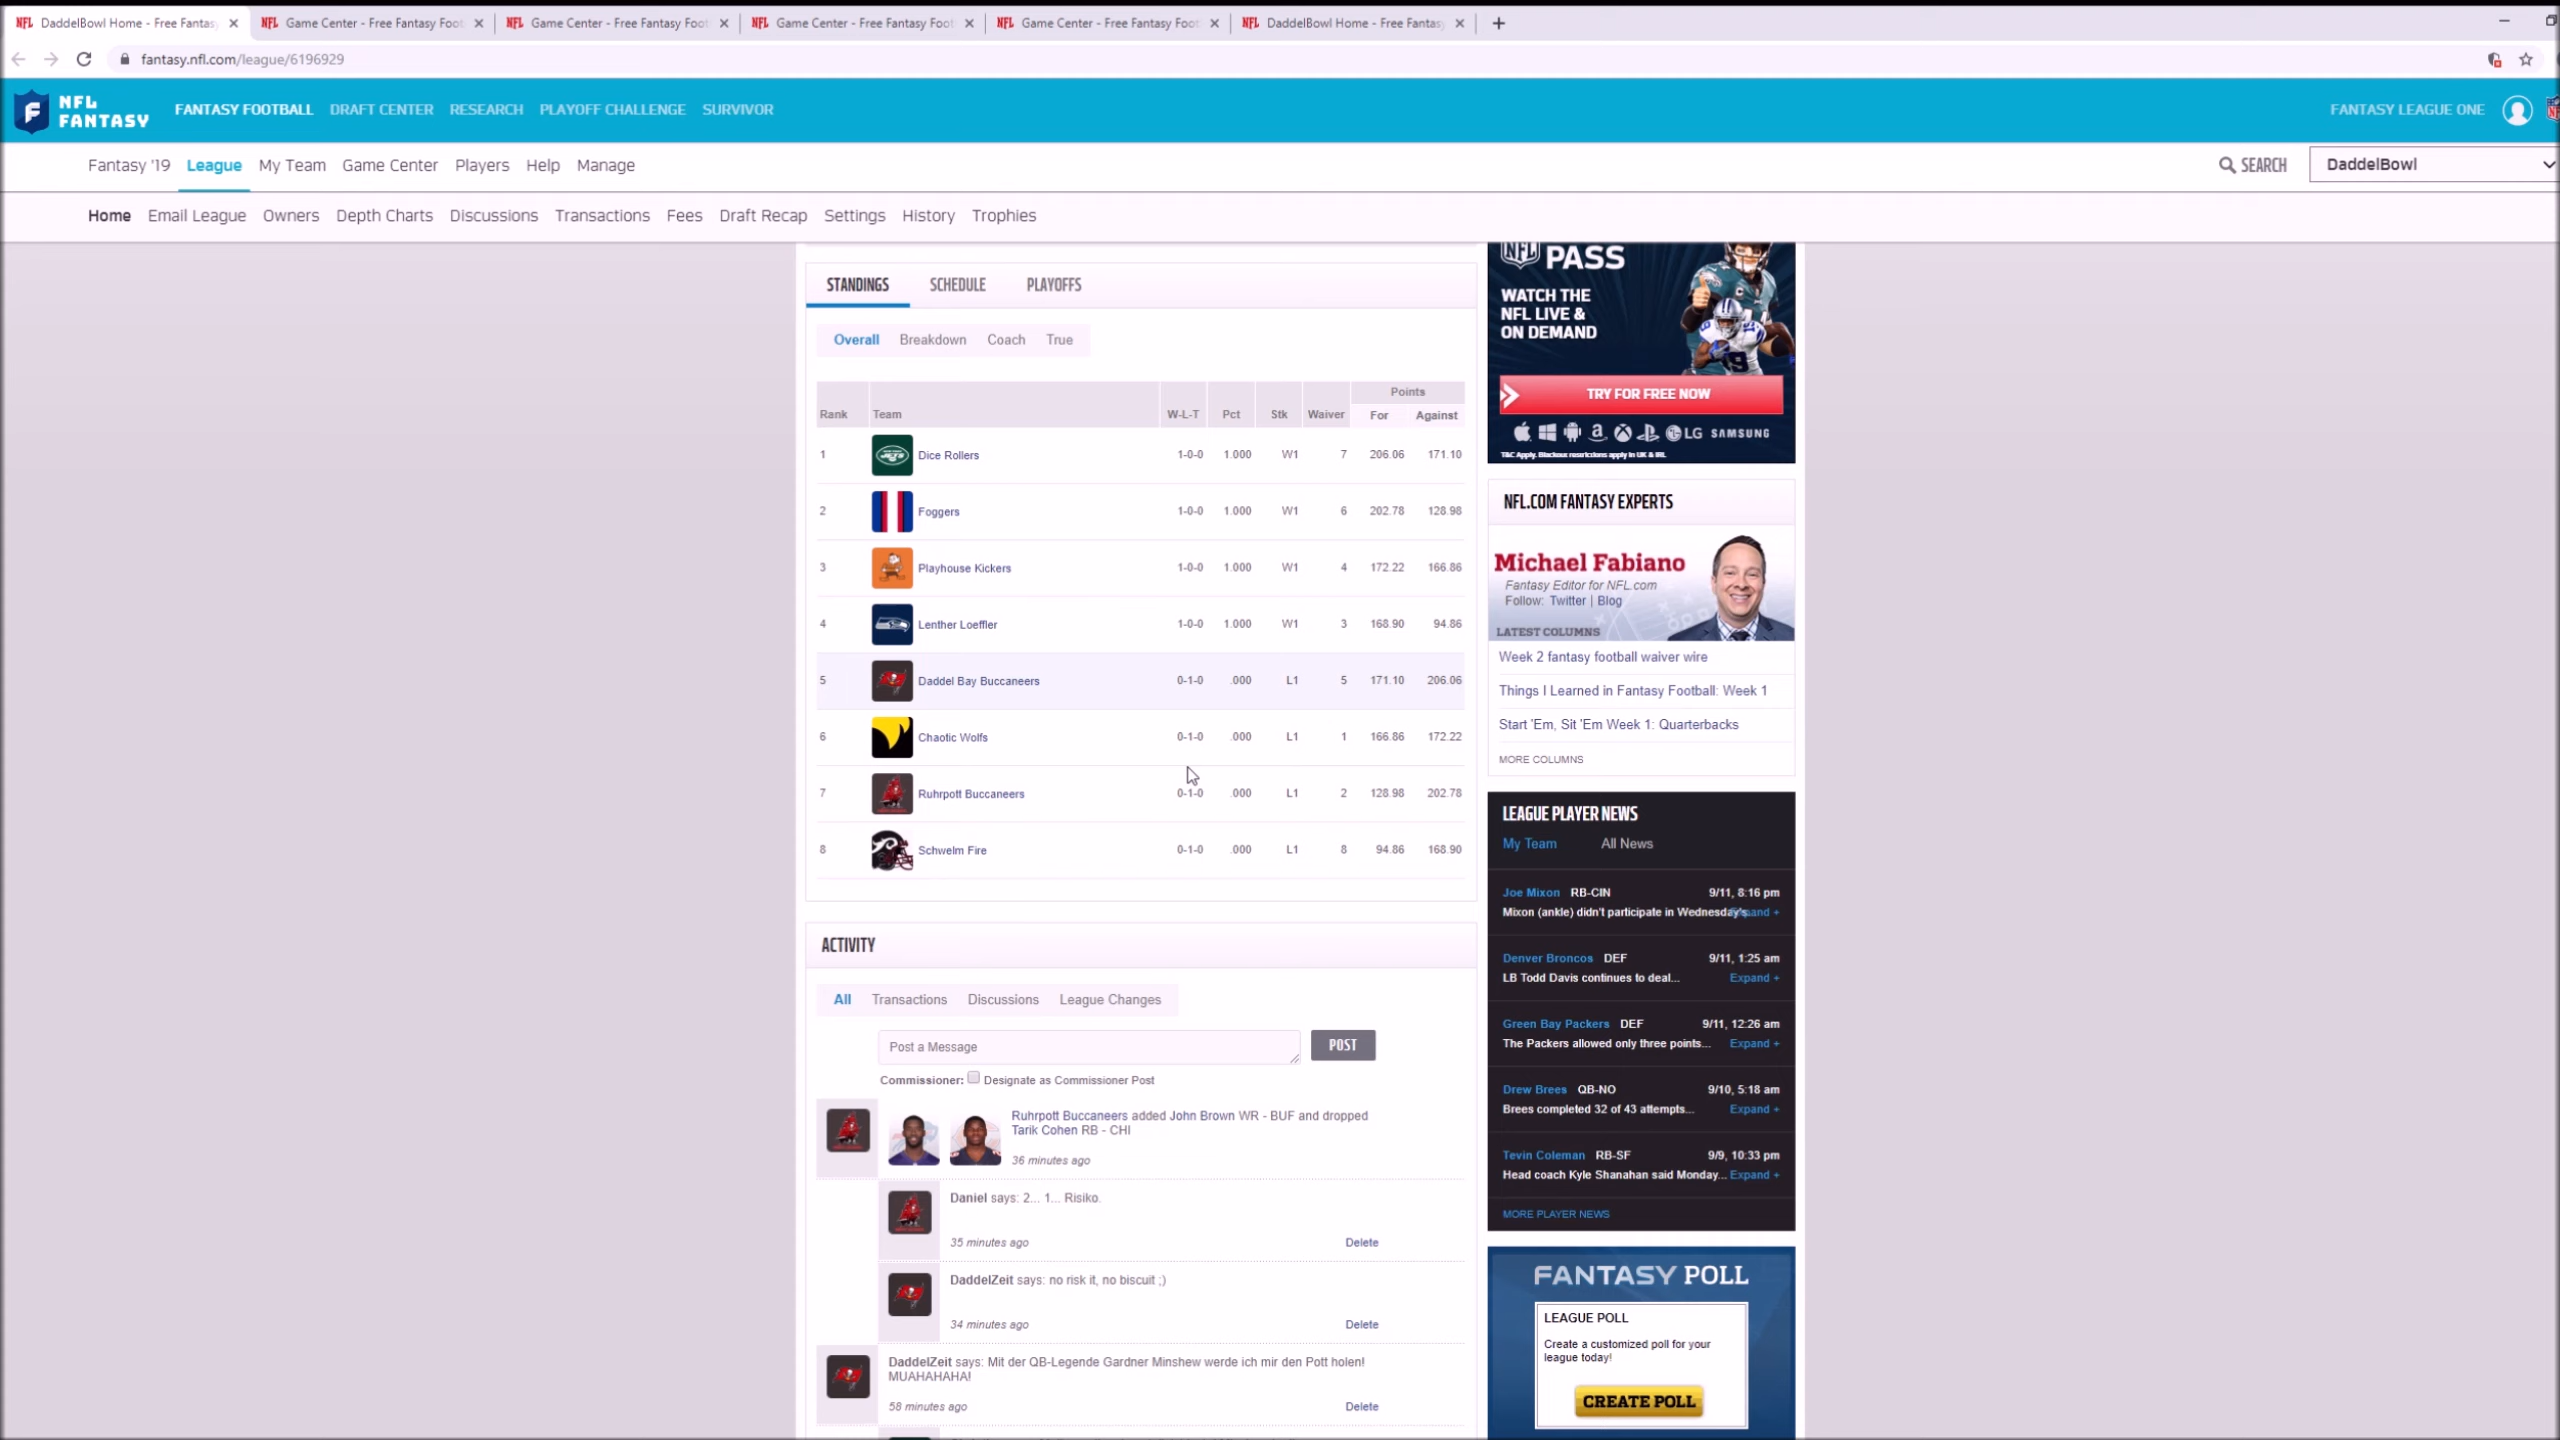 DaddelBowl Home - Free Fantasy
Game Center - Free Fantasy Foot
Game Center - Free Fantasy Foot
Game Center - Free Fantasy Foot
Game Center - Free Fantasy Foot
DaddelBowl Home - Free Fantasy
fantasy.nfl.com/league/6196929
NFL FANTASY
FANTASY FOOTBALL DRAFT CENTER RESEARCH PLAYOFF CHALLENGE SURVIVOR
FANTASY LEAGUE ONE
Fantasy '19 League My Team Game Center Players Help Manage
SEARCH
DaddelBowl
Home Email League Owners Depth Charts Discussions Transactions Fees Draft Recap Settings History Trophies
STANDINGS SCHEDULE PLAYOFFS
Overall Breakdown Coach True
Points
Rank Team W-L-T Pct Stk Waiver For Against
1 Dice Rollers 1-0-0 1.000 W1 7 206.06 171.10
2 Foggers 1-0-0 1.000 W1 6 202.78 128.98
3 Playhouse Kickers 1-0-0 1.000 W1 4 172.22 166.86
4 Lenther Loeffler 1-0-0 1.000 W1 3 168.90 94.86
5 Daddel Bay Buccaneers 0-1-0 .000 L1 5 171.10 206.06
6 Chaotic Wolfs 0-1-0 .000 L1 1 166.86 172.22
7 Ruhrpott Buccaneers 0-1-0 .000 L1 2 128.98 202.78
8 Schwelm Fire 0-1-0 .000 L1 8 94.86 168.90
ACTIVITY
All Transactions Discussions League Changes
Post a Message
POST
Commissioner: Designate as Commissioner Post
Ruhrpott Buccaneers added John Brown WR - BUF and dropped
Tarik Cohen RB - CHI
36 minutes ago
Daniel says: 2... 1... Risiko.
35 minutes ago Delete
DaddelZeit says: no risk it, no biscuit ;)
34 minutes ago Delete
DaddelZeit says: Mit der QB-Legende Gardner Minshew werde ich mir den Pott holen!
MUAHAHAHA!
58 minutes ago Delete
NFL PASS
WATCH THE
NFL LIVE &
ON DEMAND
TRY FOR FREE NOW
LG SAMSUNG
T&C Apply. Blackout restrictions apply in UK & IRL
NFL.COM FANTASY EXPERTS
Michael Fabiano
Fantasy Editor for NFL.com
Follow: Twitter | Blog
LATEST COLUMNS
Week 2 fantasy football waiver wire
Things I Learned in Fantasy Football: Week 1
Start 'Em, Sit 'Em Week 1: Quarterbacks
MORE COLUMNS
LEAGUE PLAYER NEWS
My Team All News
Joe Mixon RB-CIN 9/11, 8:16 pm
Mixon (ankle) didn't participate in Wednesday's... Expand +
Denver Broncos DEF 9/11, 1:25 am
LB Todd Davis continues to deal... Expand +
Green Bay Packers DEF 9/11, 12:26 am
The Packers allowed only three points... Expand +
Drew Brees QB-NO 9/10, 5:18 am
Brees completed 32 of 43 attempts... Expand +
Tevin Coleman RB-SF 9/9, 10:33 pm
Head coach Kyle Shanahan said Monday... Expand +
MORE PLAYER NEWS
FANTASY POLL
LEAGUE POLL
Create a customized poll for your
league today!
CREATE POLL